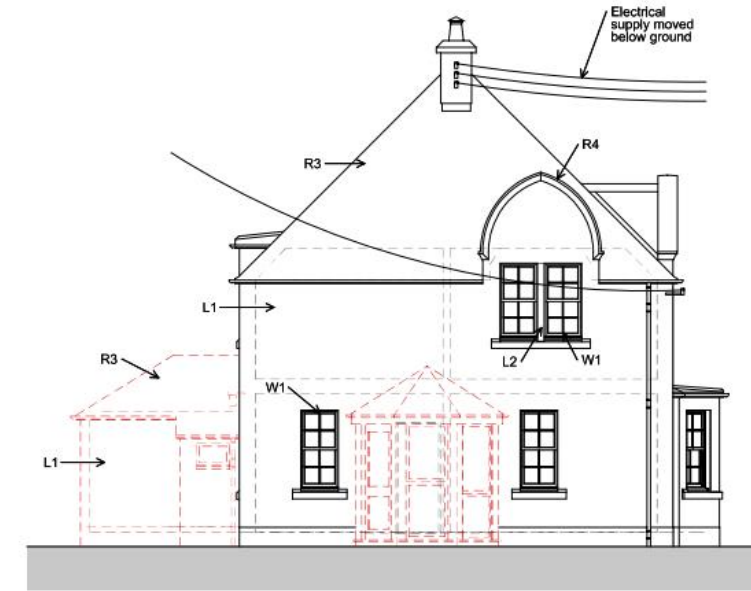 Electrical
supply moved
below ground
R4
R3
L1
R3
L2
W1
W1
L1